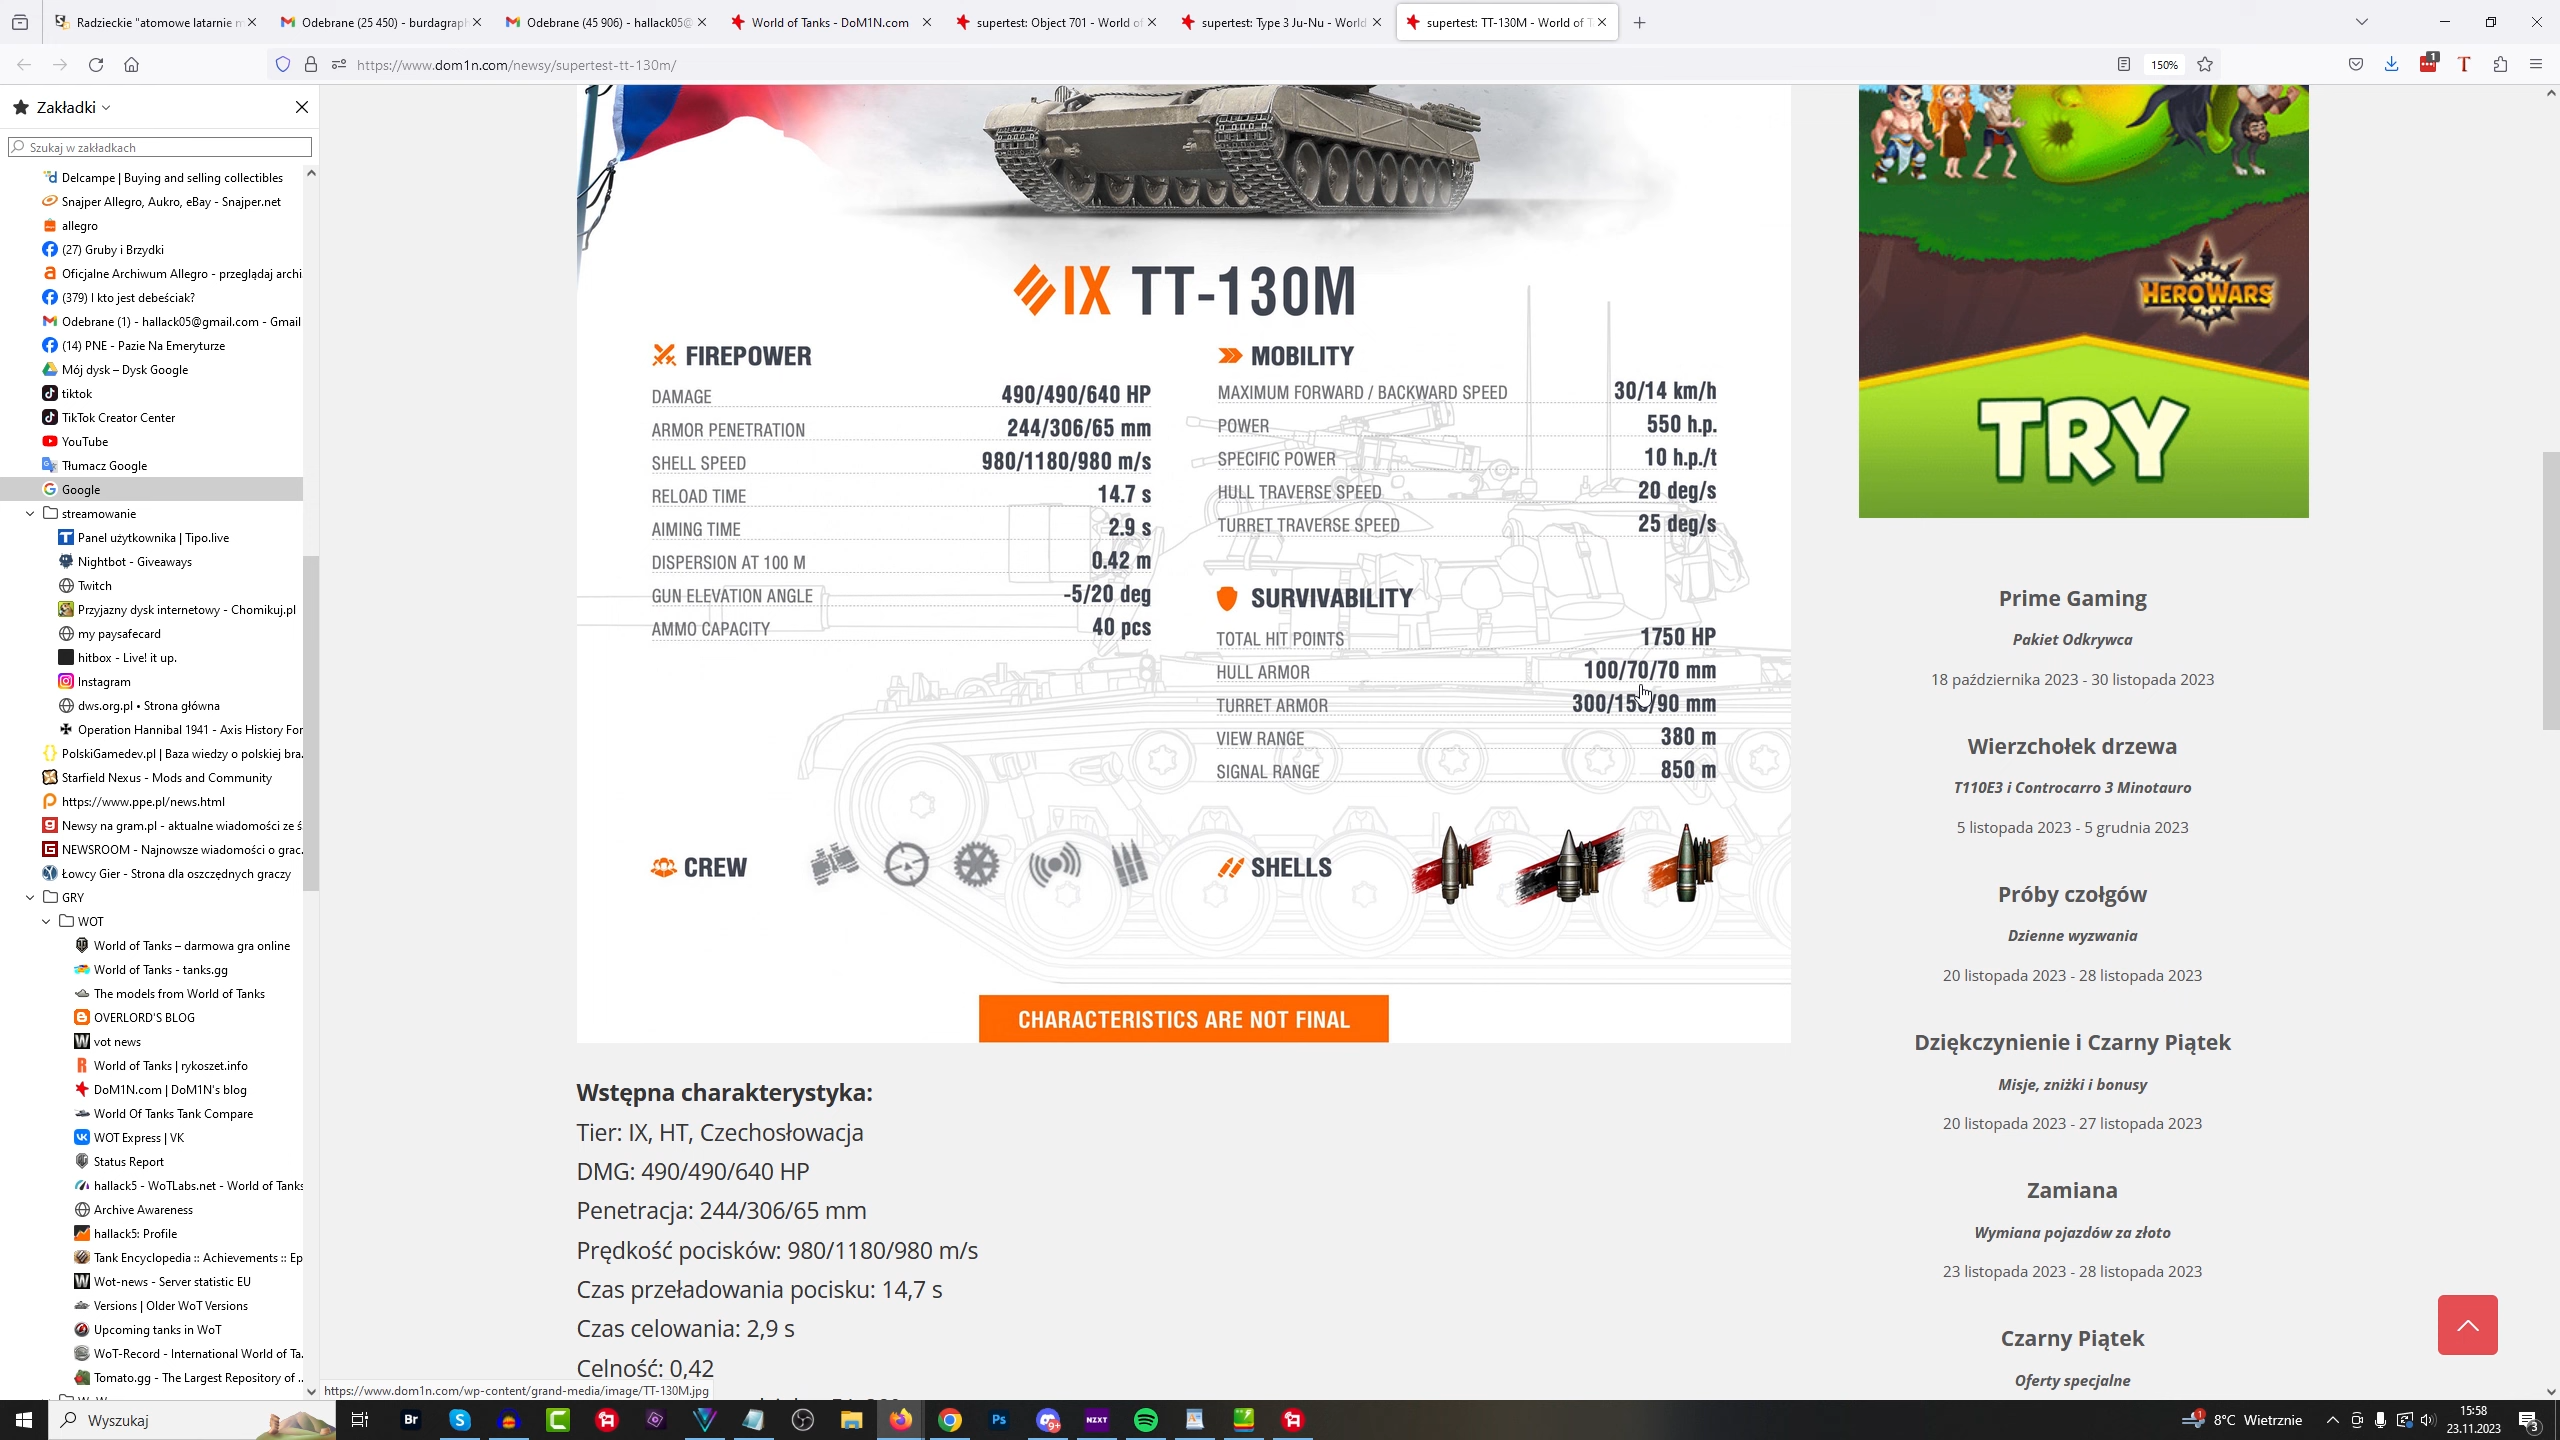 Radzieckie "atomowe latarnie m
Odebrane (25 450) - burdagraph
Odebrane (45 906) - hallack05@
World of Tanks - DoM1N.com
supertest: Object 701 - World of
supertest: Type 3 Ju-Nu - World
supertest: TT-130M - World of T
https://www.dom1n.com/newsy/supertest-tt-130m/
150%
1
T
Zakładki
Szukaj w zakładkach
Delcampe | Buying and selling collectibles
Snajper Allegro, Aukro, eBay - Snajper.net
allegro
(27) Gruby i Brzydki
Oficjalne Archiwum Allegro - przeglądaj archi
(379) I kto jest debeściak?
Odebrane (1) - hallack05@gmail.com - Gmail
(14) PNE - Pazie Na Emeryturze
Mój dysk – Dysk Google
tiktok
TikTok Creator Center
YouTube
Tłumacz Google
Google
streamowanie
Panel użytkownika | Tipo.live
Nightbot - Giveaways
Twitch
Przyjazny dysk internetowy - Chomikuj.pl
my paysafecard
hitbox - Live! it up.
Instagram
dws.org.pl • Strona główna
Operation Hannibal 1941 - Axis History For
PolskiGamedev.pl | Baza wiedzy o polskiej bra.
Starfield Nexus - Mods and Community
https://www.ppe.pl/news.html
Newsy na gram.pl - aktualne wiadomości ze ś.
NEWSROOM - Najnowsze wiadomości o grac.
Łowcy Gier - Strona dla oszczędnych graczy
GRY
WOT
World of Tanks – darmowa gra online
World of Tanks - tanks.gg
The models from World of Tanks
OVERLORD'S BLOG
vot news
World of Tanks | rykoszet.info
DoM1N.com | DoM1N's blog
World Of Tanks Tank Compare
WOT Express | VK
Status Report
hallack5 - WoTLabs.net - World of Tanks
Archive Awareness
hallack5: Profile
Tank Encyclopedia :: Achievements :: Ep
Wot-news - Server statistic EU
Versions | Older WoT Versions
Upcoming tanks in WoT
WoT-Record - International World of Ta.
Tomato.gg - The Largest Repository of ..
IX TT-130M
FIREPOWER
DAMAGE 490/490/640 HP
ARMOR PENETRATION 244/306/65 mm
SHELL SPEED 980/1180/980 m/s
RELOAD TIME 14.7 s
AIMING TIME 2.9 s
DISPERSION AT 100 M 0.42 m
GUN ELEVATION ANGLE -5/20 deg
AMMO CAPACITY 40 pcs
MOBILITY
MAXIMUM FORWARD / BACKWARD SPEED 30/14 km/h
POWER 550 h.p.
SPECIFIC POWER 10 h.p./t
HULL TRAVERSE SPEED 20 deg/s
TURRET TRAVERSE SPEED 25 deg/s
SURVIVABILITY
TOTAL HIT POINTS 1750 HP
HULL ARMOR 100/70/70 mm
TURRET ARMOR 300/150/90 mm
VIEW RANGE 380 m
SIGNAL RANGE 850 m
CREW
SHELLS
CHARACTERISTICS ARE NOT FINAL
Wstępna charakterystyka:
Tier: IX, HT, Czechosłowacja
DMG: 490/490/640 HP
Penetracja: 244/306/65 mm
Prędkość pocisków: 980/1180/980 m/s
Czas przeładowania pocisku: 14,7 s
Czas celowania: 2,9 s
Celność: 0,42
https://www.dom1n.com/wp-content/grand-media/image/TT-130M.jpg
HERO WARS
TRY
Prime Gaming
Pakiet Odkrywca
18 października 2023 - 30 listopada 2023
Wierzchołek drzewa
T110E3 i Controcarro 3 Minotauro
5 listopada 2023 - 5 grudnia 2023
Próby czołgów
Dzienne wyzwania
20 listopada 2023 - 28 listopada 2023
Dziękczynienie i Czarny Piątek
Misje, zniżki i bonusy
20 listopada 2023 - 27 listopada 2023
Zamiana
Wymiana pojazdów za złoto
23 listopada 2023 - 28 listopada 2023
Czarny Piątek
Oferty specjalne
Wyszukaj
Br
Ps
9+
NZXT
8°C Wietrznie
15:58
23.11.2023
3